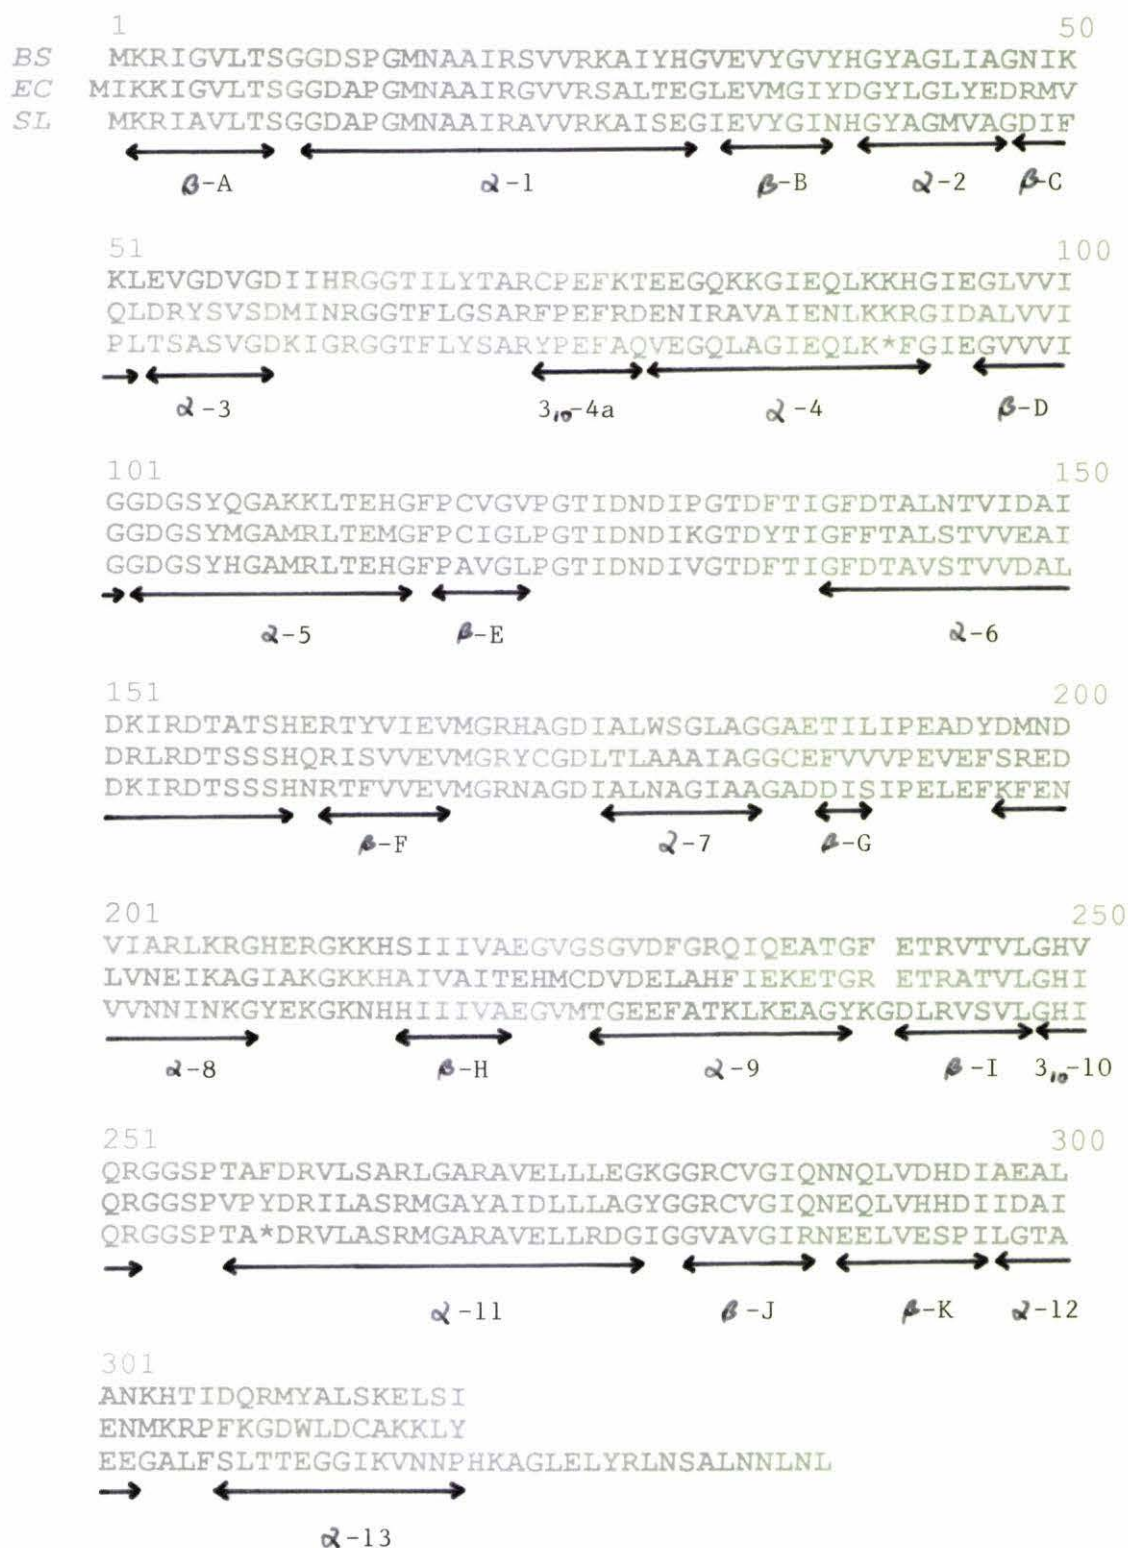 1 50
BS MKRIGVLTSGGDSPGMNAAIRSVVRKAIYHGVEVYGVYHGYAGLIAGNIK
EC MIKKIGVLTSGGDAPGMNAAIRGVVRSALTEGLEVMGIYDGYLGLYEDRMV
SL MKRIAVLTSGGDAPGMNAAIRAVVRKAISEGIEVYGINHGYAGMVAGDIF
β-A α-1 β-B α-2 β-C
51 100
KLEVGDVGDIIHRGGTILYTARCPEFKTEEGQKKGIEQLKKHGIEGLVVI
QLDRYSVSDMINRGGTFLGSARFPEFRDENIRAVAIENLKKRGIDALVVI
PLTSASVGDKIGRGGTFLYSARYPEFAQVEGQLAGIEQLK*FGIEGVVVI
α-3 3₁₀-4a α-4 β-D
101 150
GGDGSYQGAKKLTEHGFPCVGVPGTIDNDIPGTDFTIGFDTALNTVIDAI
GGDGSYMGAMRLTEMGFPCIGLPGTIDNDIKGTDYTIGFFTALSTVVEAI
GGDGSYHGAMRLTEHGFPAVGLPGTIDNDIVGTDFTIGFDTAVSTVVDAL
α-5 β-E α-6
151 200
DKIRDTATSHERTYVIEVMGRHAGDIALWSGLAGGAETILIPEADYDMND
DRLRDTSSSHQRISVVEVMGRYCGDLTLAAAIAGGCEFVVVPEVEFSRED
DKIRDTSSSHNRTFVVEVMGRNAGDIALNAGIAAGADDISIPELEFKFEN
β-F α-7 β-G
201 250
VIARLKRGHERGKKHSIIIVAEGVGSGVDFGRQIQEATGF ETRVTVLGHV
LVNEIKAGIAKGKKHAIVAITEHMCDVDELAHFIEKETGR ETRATVLGHI
VVNNINKGYEKGKNHHIIIVAEGVMTGEEFATKLKEAGYKGDLRVSVLGHI
α-8 β-H α-9 β-I 3₁₀-10
251 300
QRGGSPTAFDRVLSARLGARAVELLLEGKGGRCVGIQNNQLVDHDIAEAL
QRGGSPVPYDRILASRMGAYAIDLLLAGYGGRCVGIQNEQLVHHDIIDAI
QRGGSPTA*DRVLASRMGARAVELLRDGIGGVAVGIRNEELVESPILGTA
α-11 β-J β-K α-12
301
ANKHTIDQRMYALSKELSI
ENMKRPFKGDWLDCAKKLY
EEGALFSLTTEGGIKVNNPHKAGLELYRLNSALNNLNL
α-13